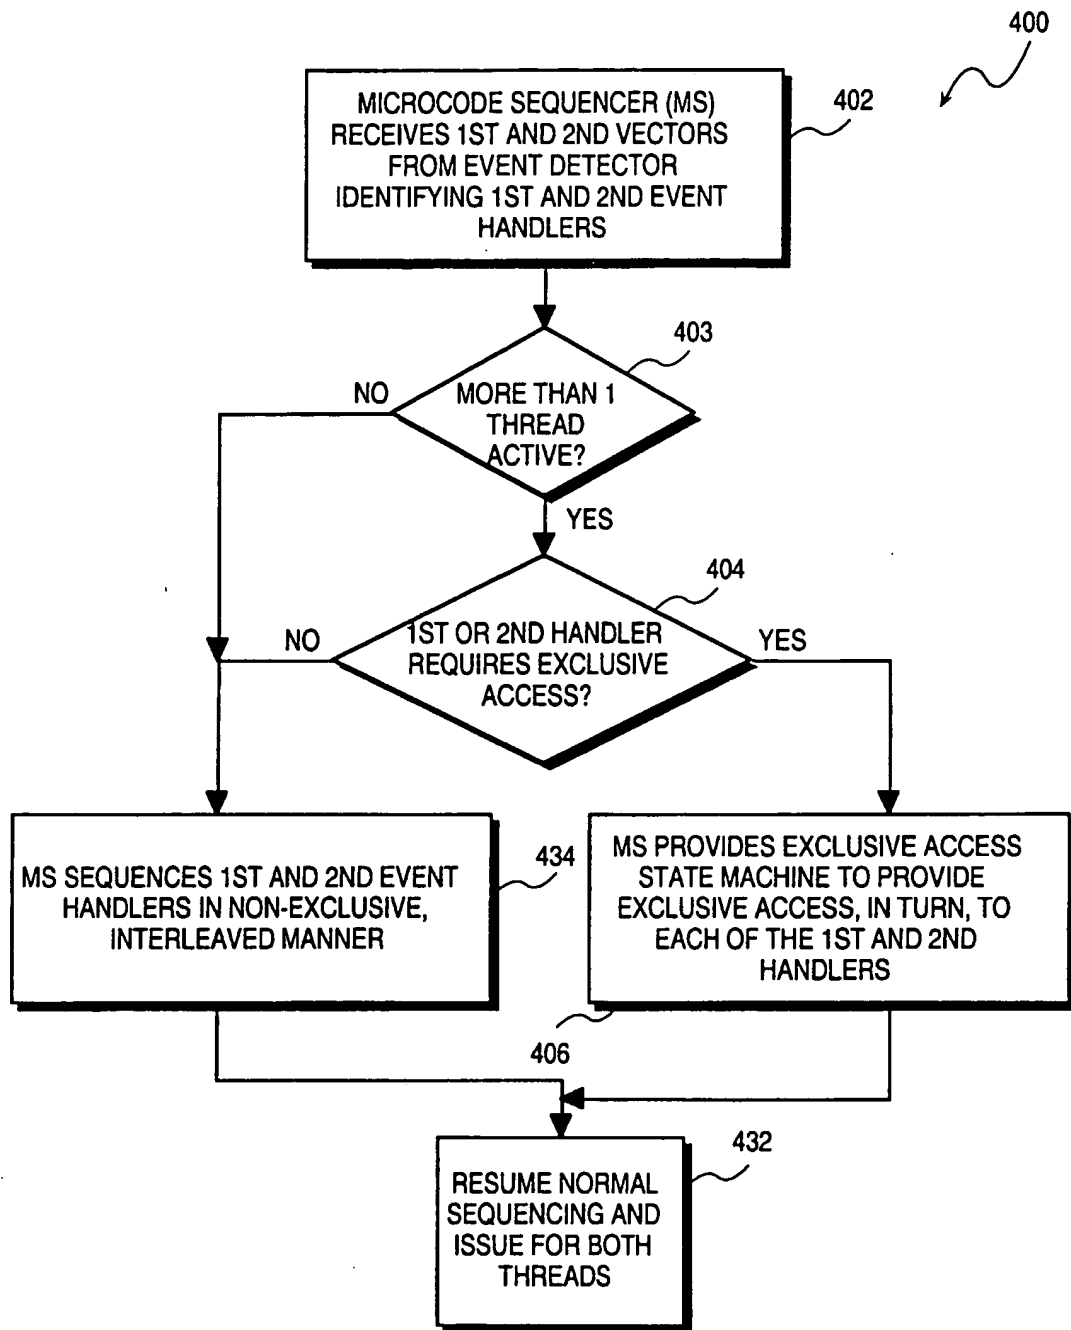 400
MICROCODE SEQUENCER (MS)
RECEIVES 1ST AND 2ND VECTORS
FROM EVENT DETECTOR
IDENTIFYING 1ST AND 2ND EVENT
HANDLERS
402
403
NO
MORE THAN 1
THREAD
ACTIVE?
YES
404
NO
1ST OR 2ND HANDLER
REQUIRES EXCLUSIVE
ACCESS?
YES
MS SEQUENCES 1ST AND 2ND EVENT
HANDLERS IN NON-EXCLUSIVE,
INTERLEAVED MANNER
434
MS PROVIDES EXCLUSIVE ACCESS
STATE MACHINE TO PROVIDE
EXCLUSIVE ACCESS, IN TURN, TO
EACH OF THE 1ST AND 2ND
HANDLERS
406
432
RESUME NORMAL
SEQUENCING AND
ISSUE FOR BOTH
THREADS